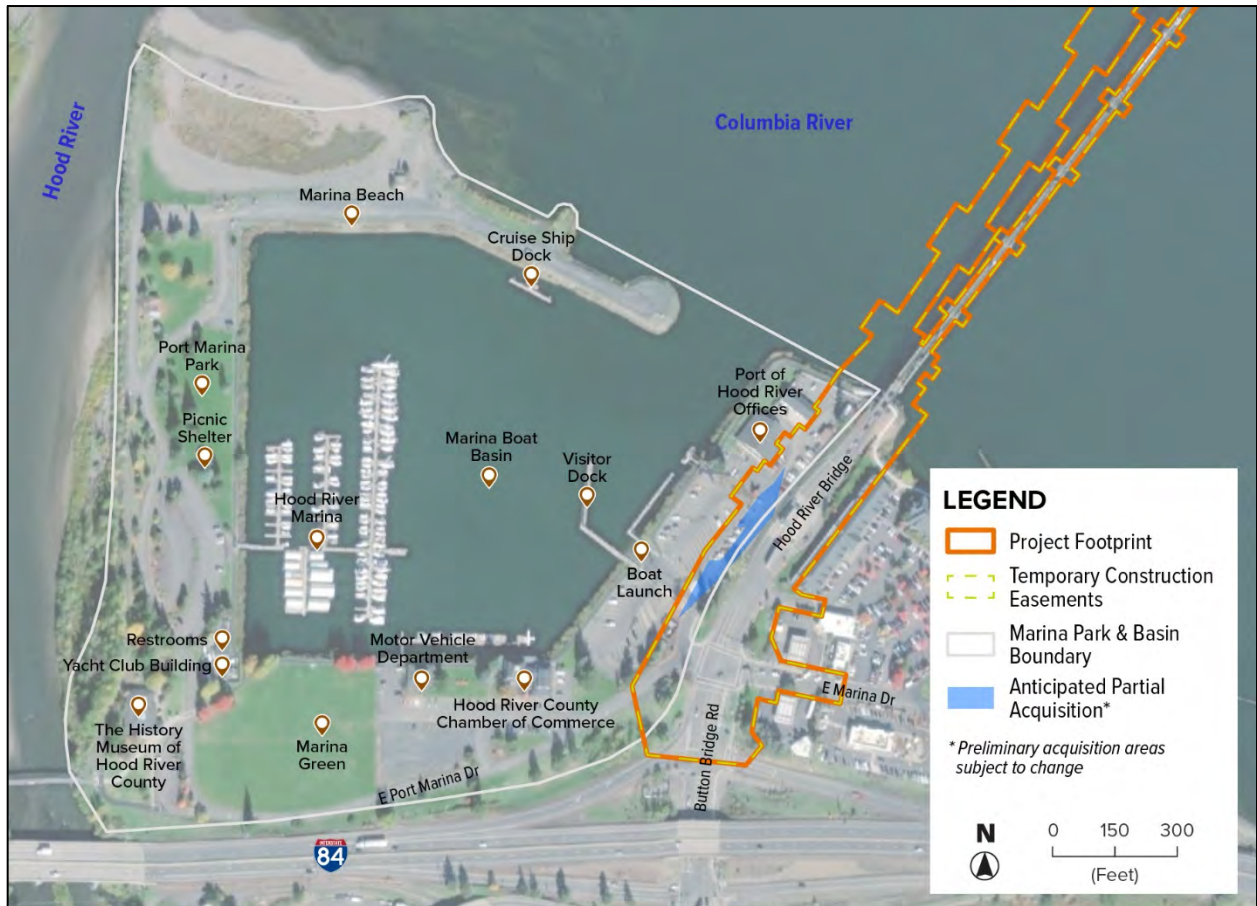 Hood River
Columbia River
Marina Beach
Cruise Ship
Dock
Port Marina
Park
Picnic
Shelter
Port of
Hood River
Offices
Marina Boat
Basin
Visitor
Dock
Hood River
Marina
Hood River Bridge
Boat
Launch
Restrooms
Yacht Club Building
Motor Vehicle
Department
Hood River County
Chamber of Commerce
The History
Museum of
Hood River
County
Marina
Green
E Port Marina Dr
Button Bridge Rd
E Marina Dr
INTERSTATE
84
LEGEND
Project Footprint
Temporary Construction
Easements
Marina Park & Basin
Boundary
Anticipated Partial
Acquisition*
* Preliminary acquisition areas
subject to change
N
0 150 300
(Feet)